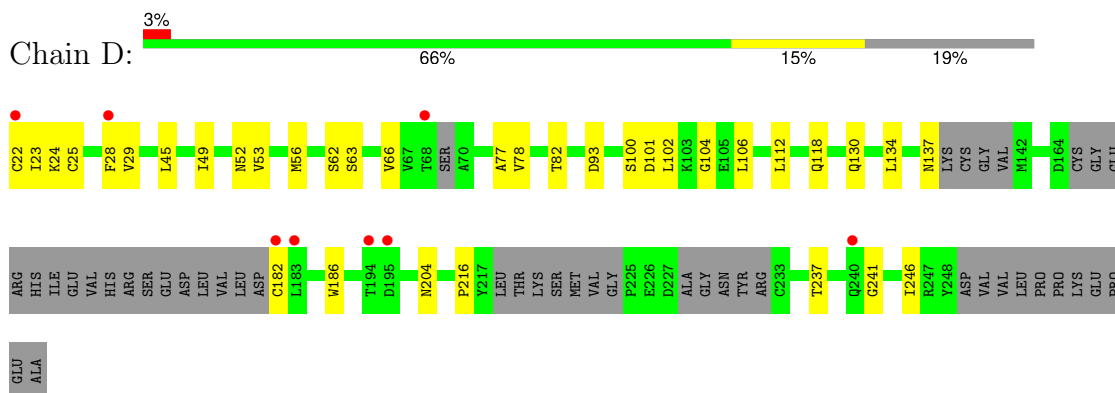 3%
Chain D:
66% 15% 19%
C22 I23 K24 C25 F28 V29 L45 I49 N52 V53 M56 S62 S63 V66 V67 T68 SER A70 A77 V78 T82 D93 S100 D101 L102 K103 G104 E105 L106 L112 Q118 Q130 L134 N137 LYS CYS GLY VAL M142 D164 CYS GLY GLU
ARG HIS ILE GLU VAL HIS ARG SER GLU ASP LEU VAL LEU ASP C182 L183 W186 T194 D195 N204 P216 Y217 LEU THR LYS SER MET VAL GLY P225 E226 D227 ALA GLY ASN TYR ARG C233 T237 Q240 G241 I246 R247 Y248 ASP VAL VAL LEU PRO PRO LYS GLU PRO
GLU ALA